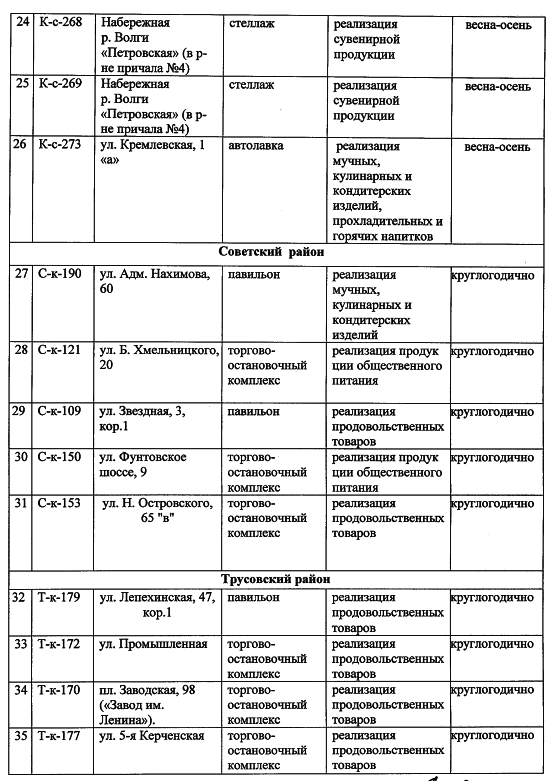 24 К-с-268 Набережная стеллаж реализация весна-осень
р. Волги сувенирной
«Петровская» (в р- продукции
не причала №4)
25 К-с-269 Набережная стеллаж реализация весна-осень
р. Волги сувенирной
«Петровская» (в р- продукции
не причала №4)
26 К-с-273 ул. Кремлевская, 1 автолавка реализация весна-осень
«а» мучных,
кулинарных и
кондитерских
изделий,
прохладительных и
горячих напитков
Советский район
27 С-к-190 ул. Адм. Нахимова, павильон реализация круглогодично
60 мучных,
кулинарных и
кондитерских
изделий
28 С-к-121 ул. Б. Хмельницкого, торгово- реализация продук круглогодично
20 остановочный ции общественного
комплекс питания
29 С-к-109 ул. Звездная, 3, павильон реализация круглогодично
кор.1 продовольственных
товаров
30 С-к-150 ул. Фунтовское торгово- реализация продук круглогодично
шоссе, 9 остановочный ции общественного
комплекс питания
31 С-к-153 ул. Н. Островского, торгово- реализация круглогодично
65 "в" остановочный продовольственных
комплекс товаров
Трусовский район
32 Т-к-179 ул. Лепехинская, 47, павильон реализация круглогодично
кор.1 продовольственных
товаров
33 Т-к-172 ул. Промышленная торгово- реализация круглогодично
остановочный продовольственных
комплекс товаров
34 Т-к-170 пл. Заводская, 98 торгово- реализация круглогодично
(«Завод им. остановочный продовольственных
Ленина»). комплекс товаров
35 Т-к-177 ул. 5-я Керченская торгово- реализация круглогодично
остановочный продовольственных
комплекс товаров